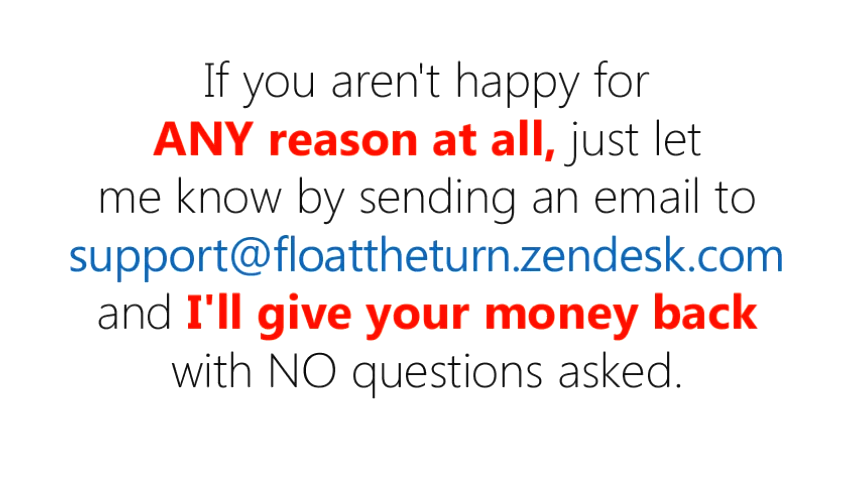 If you aren't happy for
ANY reason at all, just let
me know by sending an email to
support@floattheturn.zendesk.com
and I'll give your money back
with NO questions asked.